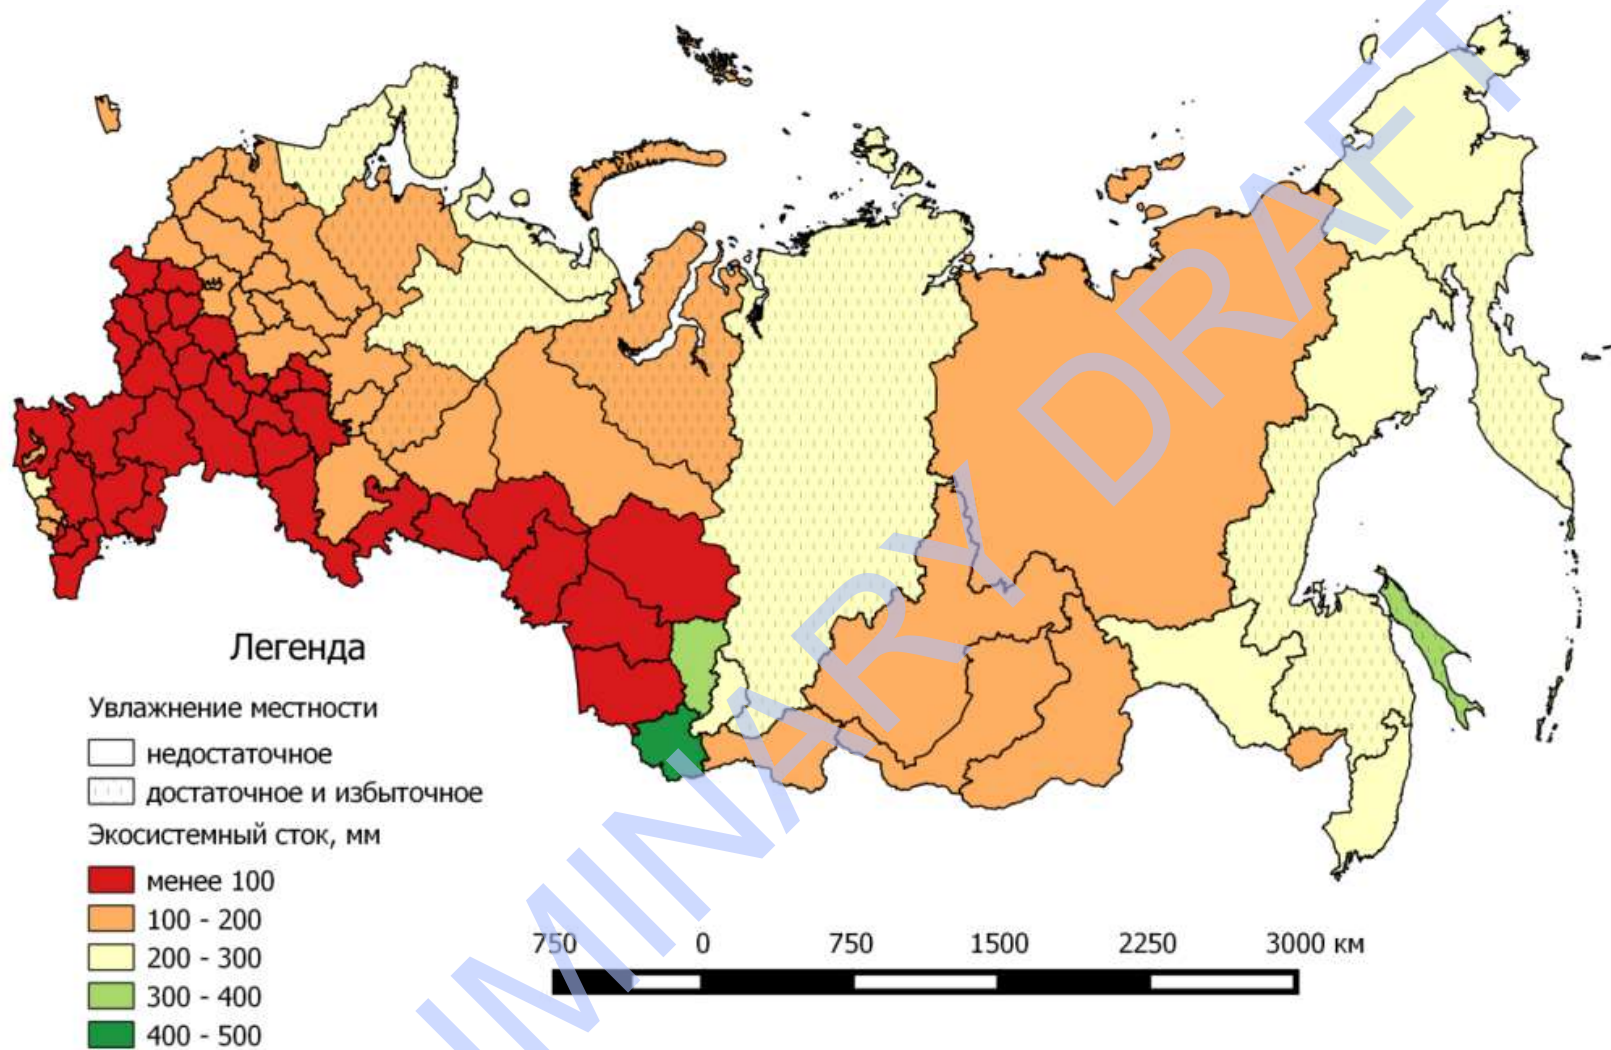 Легенда
Увлажнение местности
недостаточное
достаточное и избыточное
Экосистемный сток, мм
менее 100
100 - 200
200 - 300
300 - 400
400 - 500
750 0 750 1500 2250 3000 км
IMINARY DRAFT